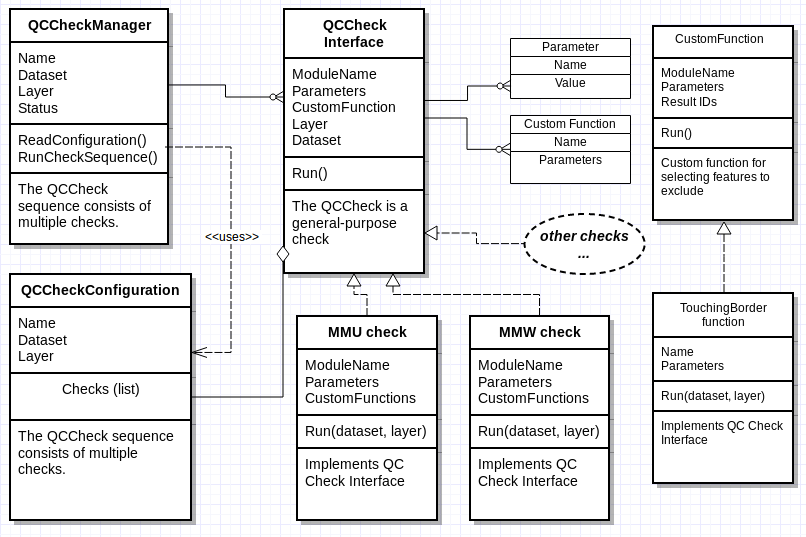 QCCheckManager
Name
Dataset
Layer
Status
ReadConfiguration()
RunCheckSequence()
The QCCheck
sequence consists of
multiple checks.
QCCheck
Interface
ModuleName
Parameters
CustomFunction
Layer
Dataset
Run()
The QCCheck is a
general-purpose
check
Parameter
Name
Value
Custom Function
Name
Parameters
CustomFunction
ModuleName
Parameters
Result IDs
Run()
Custom function for
selecting features to
exclude
<<uses>>
other checks
...
QCCheckConfiguration
Name
Dataset
Layer
Checks (list)
The QCCheck sequence
consists of multiple
checks.
MMU check
ModuleName
Parameters
CustomFunctions
Run(dataset, layer)
Implements QC
Check Interface
MMW check
ModuleName
Parameters
CustomFunctions
Run(dataset, layer)
Implements QC
Check Interface
TouchingBorder
function
Name
Parameters
Run(dataset, layer)
Implements QC Check
Interface